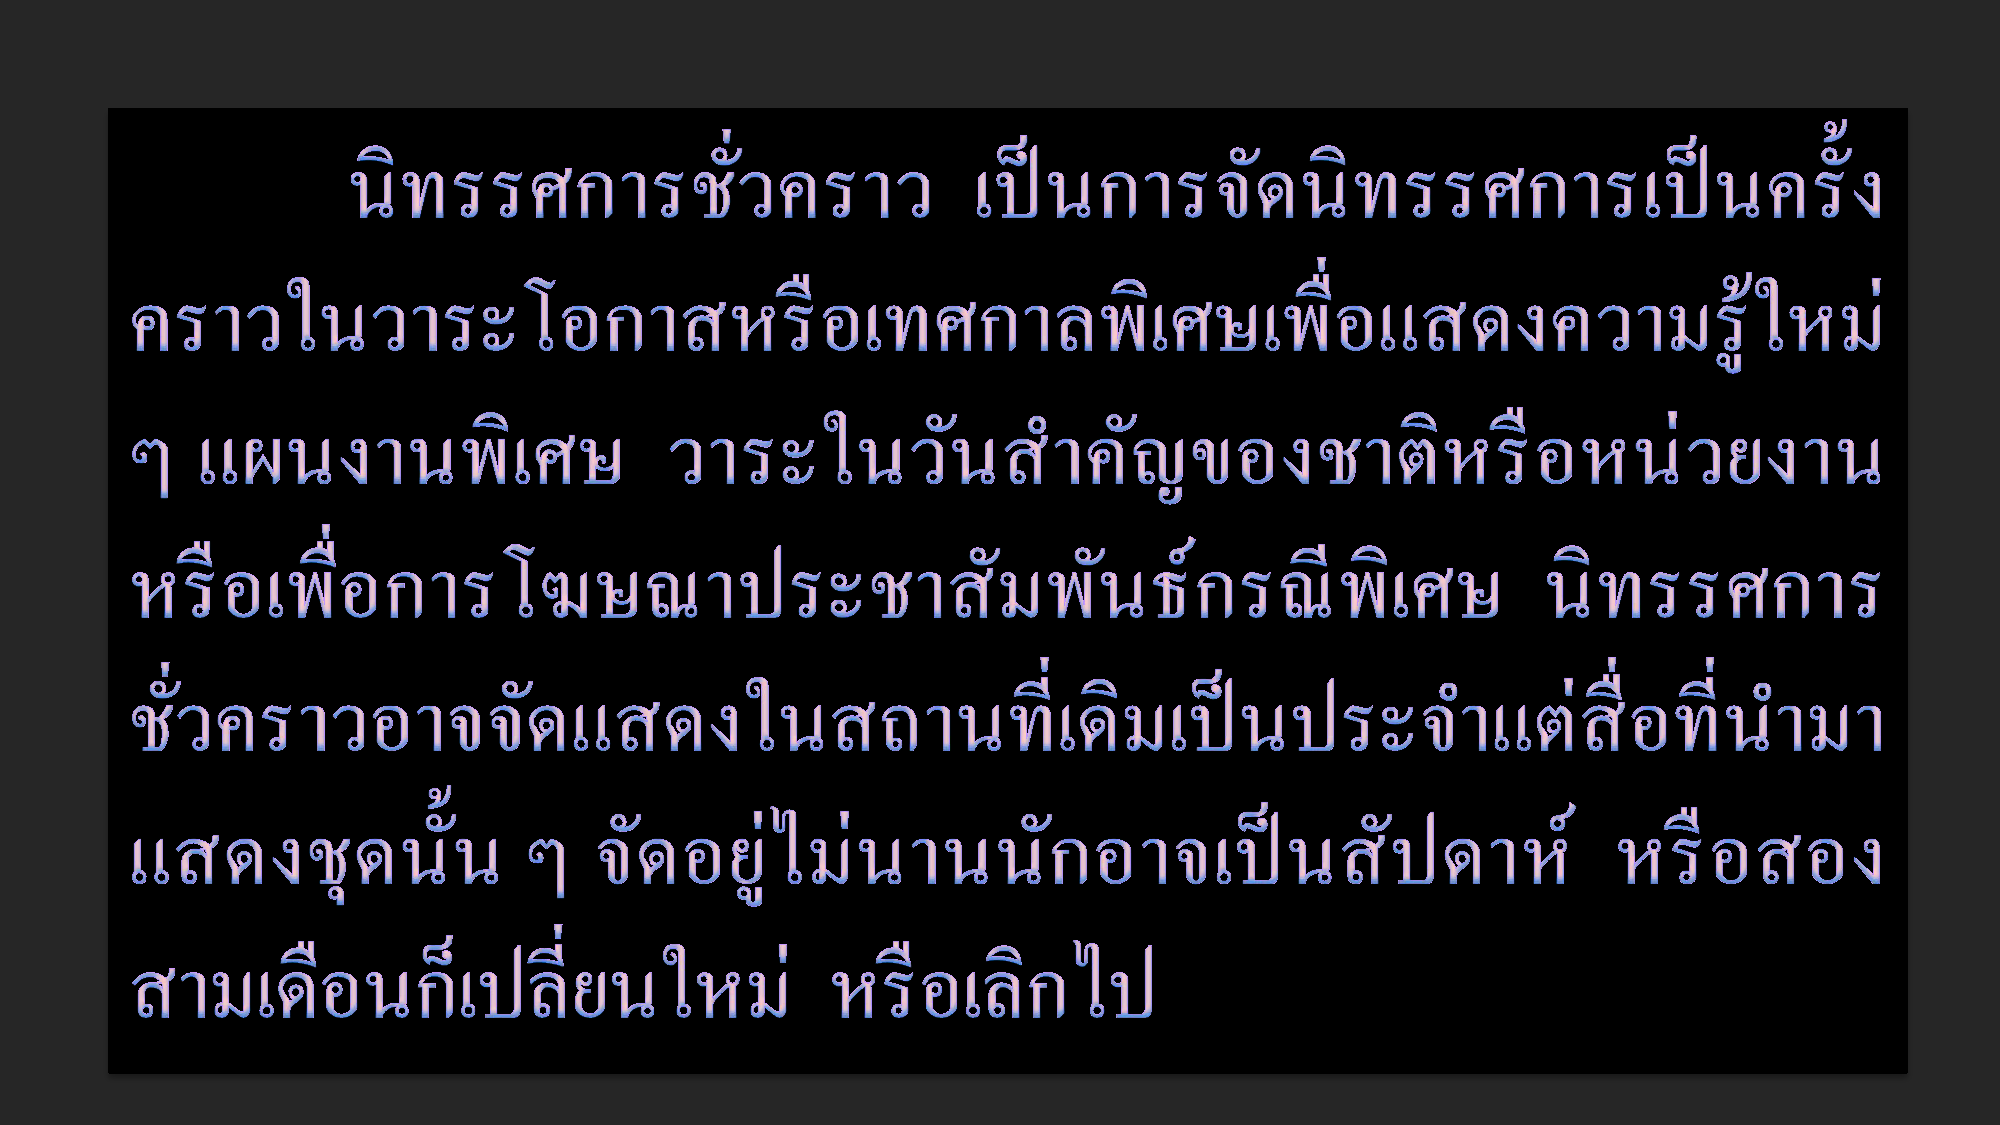 นิทรรศการชั่วคราว เป็นการจัดนิทรรศการเป็นครั้ง
คราวในวาระโอกาสหรือเทศกาลพิเศษเพื่อแสดงความรู้ใหม่
ๆ แผนงานพิเศษ วาระในวันสำคัญของชาติหรือหน่วยงาน
หรือเพื่อการโฆษณาประชาสัมพันธ์กรณีพิเศษ นิทรรศการ
ชั่วคราวอาจจัดแสดงในสถานที่เดิมเป็นประจำแต่สื่อที่นำมา
แสดงชุดนั้น ๆ จัดอยู่ไม่นานนักอาจเป็นสัปดาห์ หรือสอง
สามเดือนก็เปลี่ยนใหม่ หรือเลิกไป